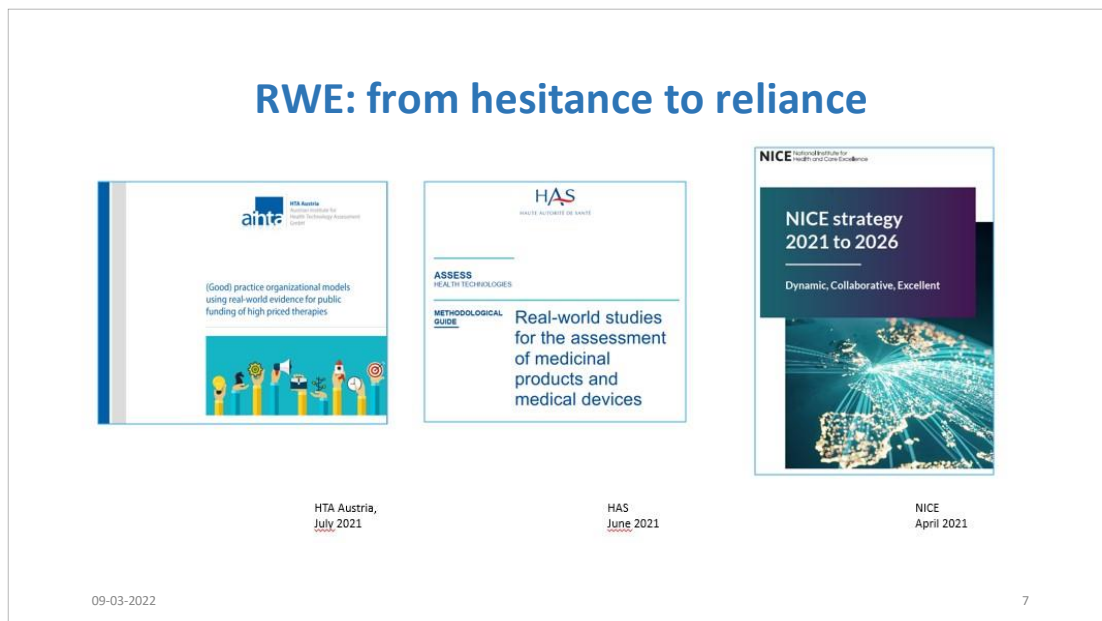 RWE: from hesitance to reliance
aihta
HTA Austria
Austrian Institute for
Health Technology Assessment
GmbH
(Good) practice organizational models
using real-world evidence for public
funding of high priced therapies
HAS
HAUTE AUTORITÉ DE SANTÉ
ASSESS
HEALTH TECHNOLOGIES
METHODOLOGICAL
GUIDE
Real-world studies
for the assessment
of medicinal
products and
medical devices
NICE National Institute for
Health and Care Excellence
NICE strategy
2021 to 2026
Dynamic, Collaborative, Excellent
HTA Austria,
July 2021
HAS
June 2021
NICE
April 2021
09-03-2022
7